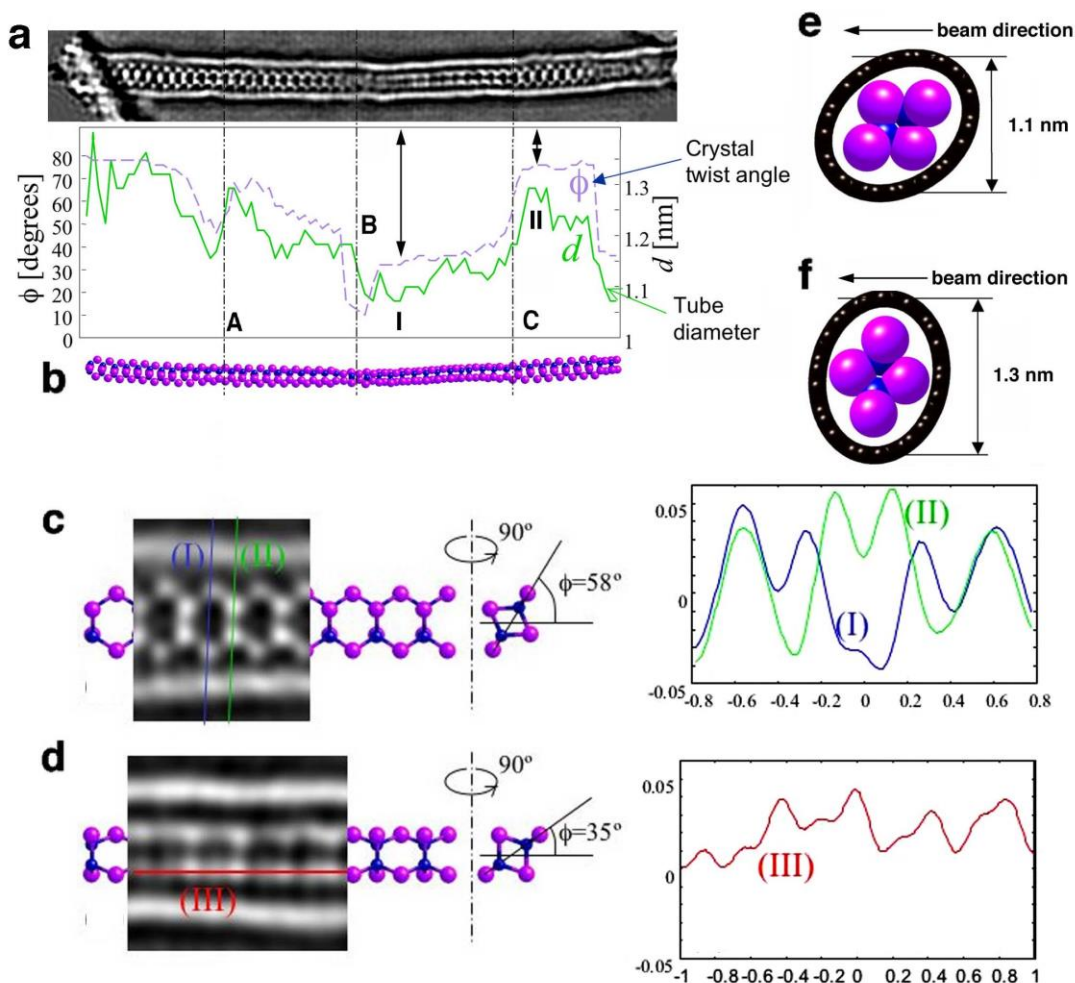 a
80
70
60
50
40
30
20
10
0
ϕ [degrees]
A
B
I
C
II
ϕ
d
1.3
1.2
1.1
1
d [nm]
Crystal
twist angle
Tube
diameter
b
e
beam direction
1.1 nm
f
beam direction
1.3 nm
c
(I)
(II)
90º
ϕ=58º
0.05
0
-0.05
(II)
(I)
-0.8 -0.6 -0.4 -0.2 0 0.2 0.4 0.6 0.8
d
(III)
90º
ϕ=35º
0.05
0
-0.05
(III)
-1 -0.8 -0.6 -0.4 -0.2 0 0.2 0.4 0.6 0.8 1